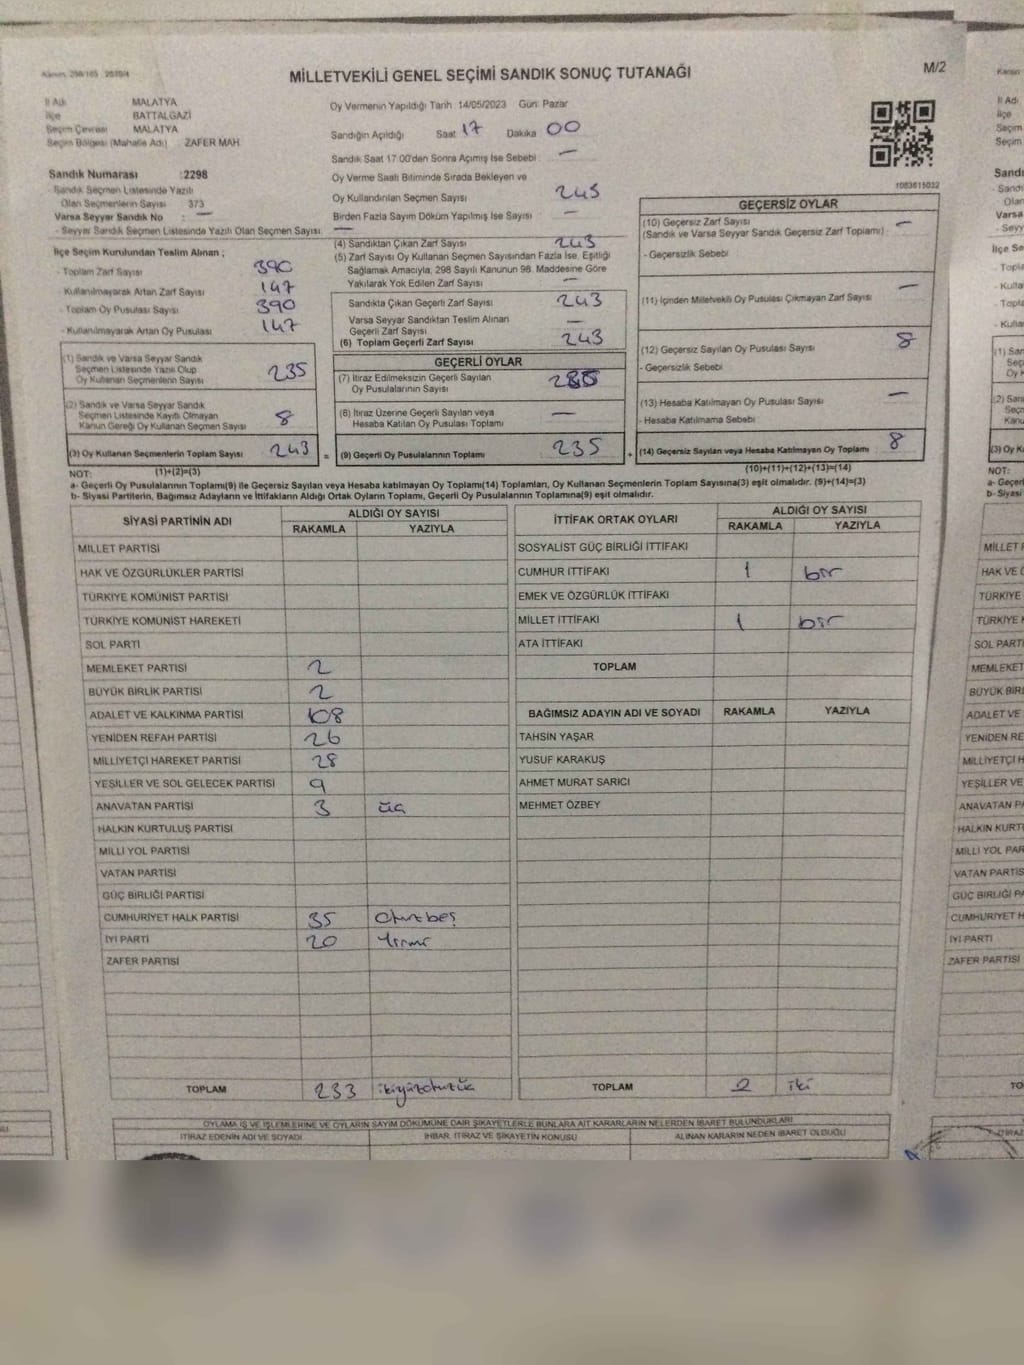 MİLLETVEKİLİ GENEL SEÇİMİ SANDIK SONUÇ TUTANAĞI
M/2
İl Adı MALATYA
İlçe BATTALGAZİ
Seçim Çevresi MALATYA
Seçim Bölgesi (Mahalle Adı) ZAFER MAH
Oy Vermenin Yapıldığı Tarih 14/05/2023 Gün: Pazar
Sandığın Açıldığı Saat 17 Dakika 00
Sandık Saat 17.00'den Sonra Açılmış İse Sebebi : —
Sandık Numarası :2298
- Sandık Seçmen Listesinde Yazılı
Olan Seçmenlerin Sayısı 373
Varsa Seyyar Sandık No : —
- Seyyar Sandık Seçmen Listesinde Yazılı Olan Seçmen Sayısı: —
Oy Verme Saati Bitiminde Sırada Bekleyen ve
Oy Kullandırılan Seçmen Sayısı 243
Birden Fazla Sayım Döküm Yapılmış İse Sayısı —
1083615032
İlçe Seçim Kurulundan Teslim Alınan ;
- Toplam Zarf Sayısı 390
- Kullanılmayarak Artan Zarf Sayısı 147
- Toplam Oy Pusulası Sayısı 390
- Kullanılmayarak Artan Oy Pusulası 147
(4) Sandıktan Çıkan Zarf Sayısı 243
(5) Zarf Sayısı Oy Kullanan Seçmen Sayısından Fazla İse, Eşitliği
Sağlamak Amacıyla, 298 Sayılı Kanunun 98. Maddesine Göre
Yakılarak Yok Edilen Zarf Sayısı —
Sandıkta Çıkan Geçerli Zarf Sayısı 243
Varsa Seyyar Sandıktan Teslim Alınan
Geçerli Zarf Sayısı —
(6) Toplam Geçerli Zarf Sayısı 243
GEÇERSİZ OYLAR
(10) Geçersiz Zarf Sayısı —
(Sandık ve Varsa Seyyar Sandık Geçersiz Zarf Toplamı)
- Geçersizlik Sebebi
(11) İçinden Milletvekili Oy Pusulası Çıkmayan Zarf Sayısı —
(12) Geçersiz Sayılan Oy Pusulası Sayısı 8
- Geçersizlik Sebebi
(13) Hesaba Katılmayan Oy Pusulası Sayısı —
- Hesaba Katılmama Sebebi
(14) Geçersiz Sayılan veya Hesaba Katılmayan Oy Toplamı 8
(10)+(11)+(12)+(13)=(14)
(1) Sandık ve Varsa Seyyar Sandık
Seçmen Listesinde Yazılı Olup
Oy Kullanan Seçmenlerin Sayısı 235
(2) Sandık ve Varsa Seyyar Sandık
Seçmen Listesinde Kayıtlı Olmayan
Kanun Gereği Oy Kullanan Seçmen Sayısı 8
(3) Oy Kullanan Seçmenlerin Toplam Sayısı 243
(1)+(2)=(3)
GEÇERLİ OYLAR
(7) İtiraz Edilmeksizin Geçerli Sayılan
Oy Pusulalarının Sayısı
(8) İtiraz Üzerine Geçerli Sayılan veya
Hesaba Katılan Oy Pusulası Toplamı —
= (9) Geçerli Oy Pusulalarının Toplamı 235 +
NOT:
a- Geçerli Oy Pusulalarının Toplamı(9) ile Geçersiz Sayılan veya Hesaba katılmayan Oy Toplamı(14) Toplamları, Oy Kullanan Seçmenlerin Toplam Sayısına(3) eşit olmalıdır. (9)+(14)=(3)
b- Siyasi Partilerin, Bağımsız Adayların ve İttifakların Aldığı Ortak Oyların Toplamı, Geçerli Oy Pusulalarının Toplamına(9) eşit olmalıdır.
SİYASİ PARTİNİN ADI ALDIĞI OY SAYISI
RAKAMLA YAZIYLA
MİLLET PARTİSİ
HAK VE ÖZGÜRLÜKLER PARTİSİ
TÜRKİYE KOMÜNİST PARTİSİ
TÜRKİYE KOMÜNİST HAREKETİ
SOL PARTİ
MEMLEKET PARTİSİ 2
BÜYÜK BİRLİK PARTİSİ 2
ADALET VE KALKINMA PARTİSİ 108
YENİDEN REFAH PARTİSİ 26
MİLLİYETÇİ HAREKET PARTİSİ 28
YEŞİLLER VE SOL GELECEK PARTİSİ 9
ANAVATAN PARTİSİ 3 üç
HALKIN KURTULUŞ PARTİSİ
MİLLİ YOL PARTİSİ
VATAN PARTİSİ
GÜÇ BİRLİĞİ PARTİSİ
CUMHURİYET HALK PARTİSİ 35 Otuzbeş
İYİ PARTİ 20 Yirmi
ZAFER PARTİSİ
TOPLAM 233 ikiyüzotuzüç
İTTİFAK ORTAK OYLARI ALDIĞI OY SAYISI
RAKAMLA YAZIYLA
SOSYALİST GÜÇ BİRLİĞİ İTTİFAKI
CUMHUR İTTİFAKI 1 bir
EMEK VE ÖZGÜRLÜK İTTİFAKI
MİLLET İTTİFAKI 1 bir
ATA İTTİFAKI
TOPLAM
BAĞIMSIZ ADAYIN ADI VE SOYADI RAKAMLA YAZIYLA
TAHSİN YAŞAR
YUSUF KARAKUŞ
AHMET MURAT SARICI
MEHMET ÖZBEY
TOPLAM 2 iki
OYLAMA İŞ VE İŞLEMLERİNE VE OYLARIN SAYIM DÖKÜMÜNE DAİR ŞİKAYETLERLE BUNLARA AİT KARARLARIN NELERDEN İBARET BULUNDUKLARI
İTİRAZ EDENİN ADI VE SOYADI İHBAR, İTİRAZ VE ŞİKAYETİN KONUSU ALINAN KARARIN NEDEN İBARET OLDUĞU